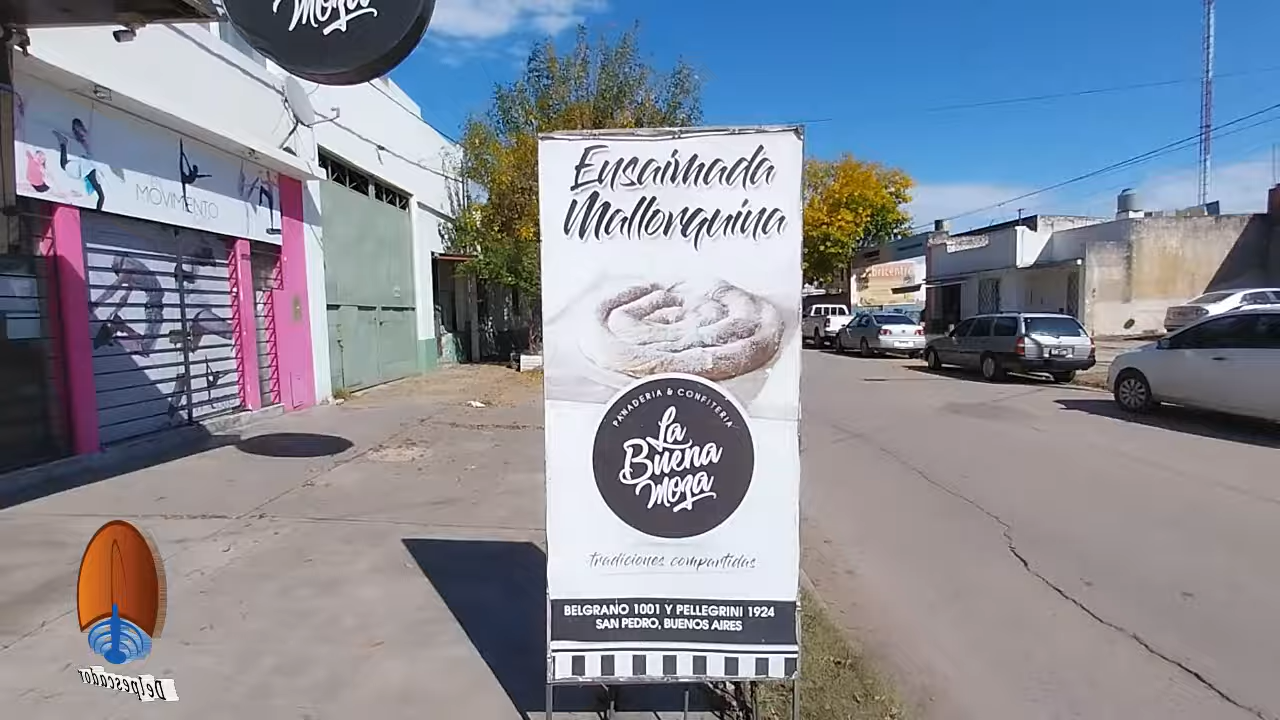 Moza
MOVIMENTO
Ensaimada
Mallorquina
PANADERIA & CONFITERIA
La
Buena
Moza
tradiciones compartidas
BELGRANO 1001 Y PELLEGRINI 1924
SAN PEDRO, BUENOS AIRES
Delpescador